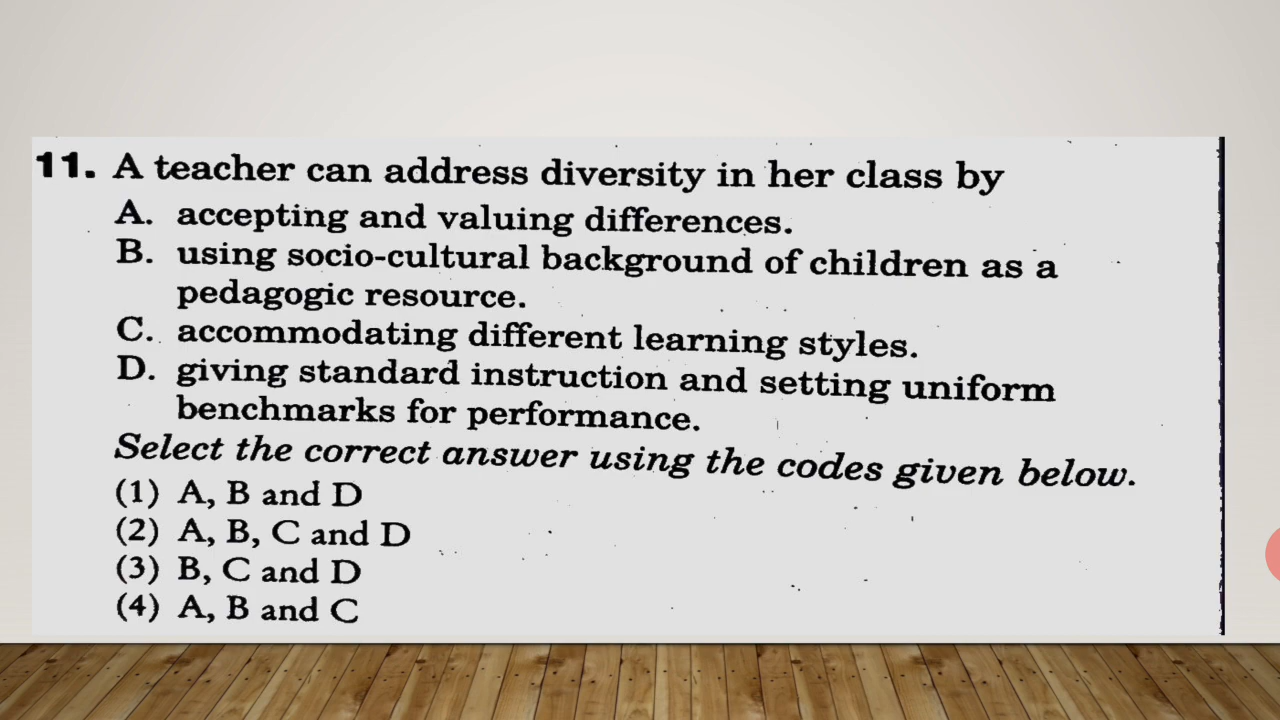 11. A teacher can address diversity in her class by
A. accepting and valuing differences.
B. using socio-cultural background of children as a
pedagogic resource.
C. accommodating different learning styles.
D. giving standard instruction and setting uniform
benchmarks for performance.
Select the correct answer using the codes given below.
(1) A, B and D
(2) A, B, C and D
(3) B, C and D
(4) A, B and C